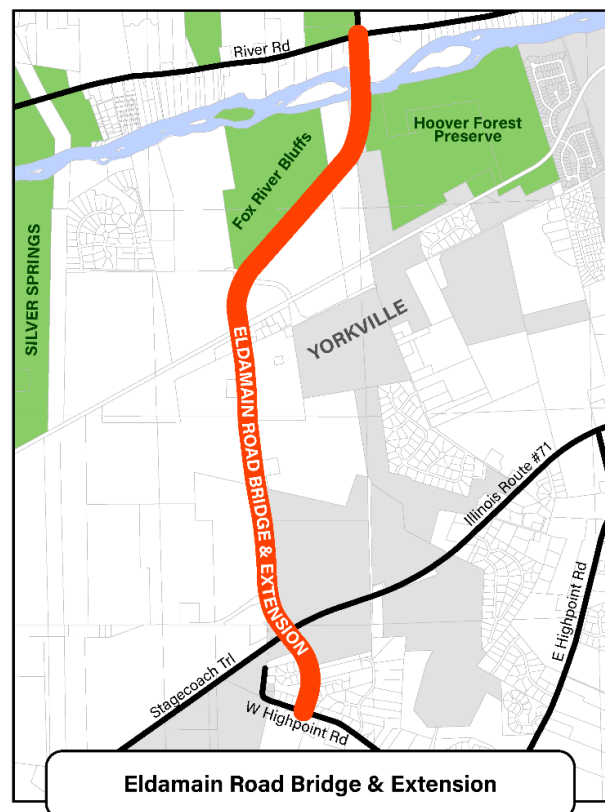 River Rd
Hoover Forest
Preserve
Fox River Bluffs
SILVER SPRINGS
YORKVILLE
ELDAMAIN ROAD BRIDGE & EXTENSION
Illinois Route #71
E Highpoint Rd
Stagecoach Trl
W Highpoint Rd
Eldamain Road Bridge & Extension